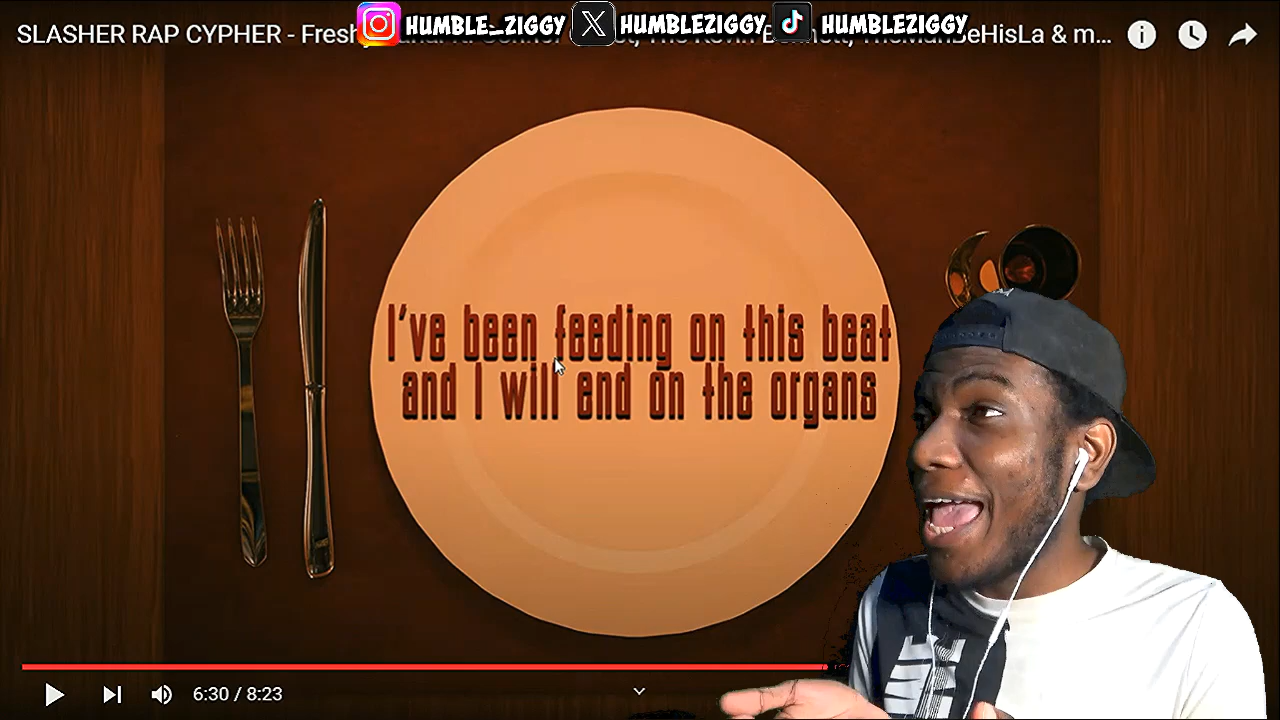 SLASHER RAP CYPHER - Fresh
eHisLa & m...
HUMBLE_ZIGGY
HUMBLEZIGGY
HUMBLEZIGGY
I've been feeding on this beat
and I will end on the organs
6:30 / 8:23